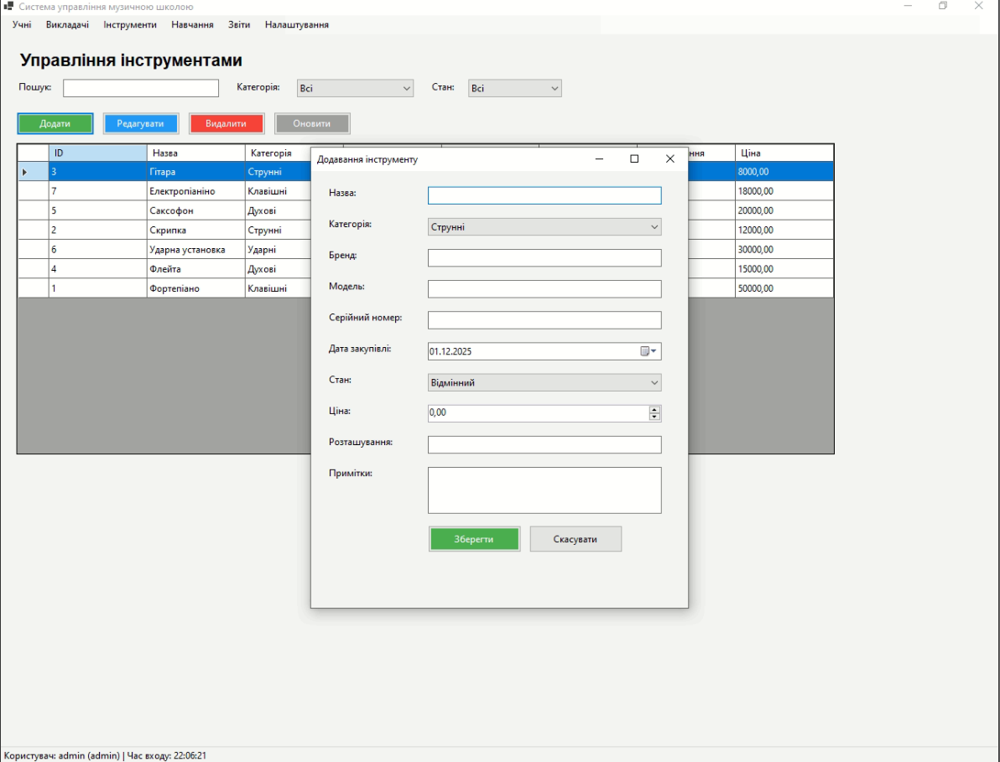 Система управління музичною школою
Учні Викладачі Інструменти Навчання Звіти Налаштування
Управління інструментами
Пошук: Категорія: Всі Стан: Всі
Додати Редагувати Видалити Оновити
ID Назва Категорія Ціна
3 Гітара Струнні 8000,00
7 Електропіаніно Клавішні 18000,00
5 Саксофон Духові 20000,00
2 Скрипка Струнні 12000,00
6 Ударна установка Ударні 30000,00
4 Флейта Духові 15000,00
1 Фортепіано Клавішні 50000,00
Додавання інструменту
Назва:
Категорія: Струнні
Бренд:
Модель:
Серійний номер:
Дата закупівлі: 01.12.2025
Стан: Відмінний
Ціна: 0,00
Розташування:
Примітки:
Зберегти Скасувати
Користувач: admin (admin) | Час входу: 22:06:21